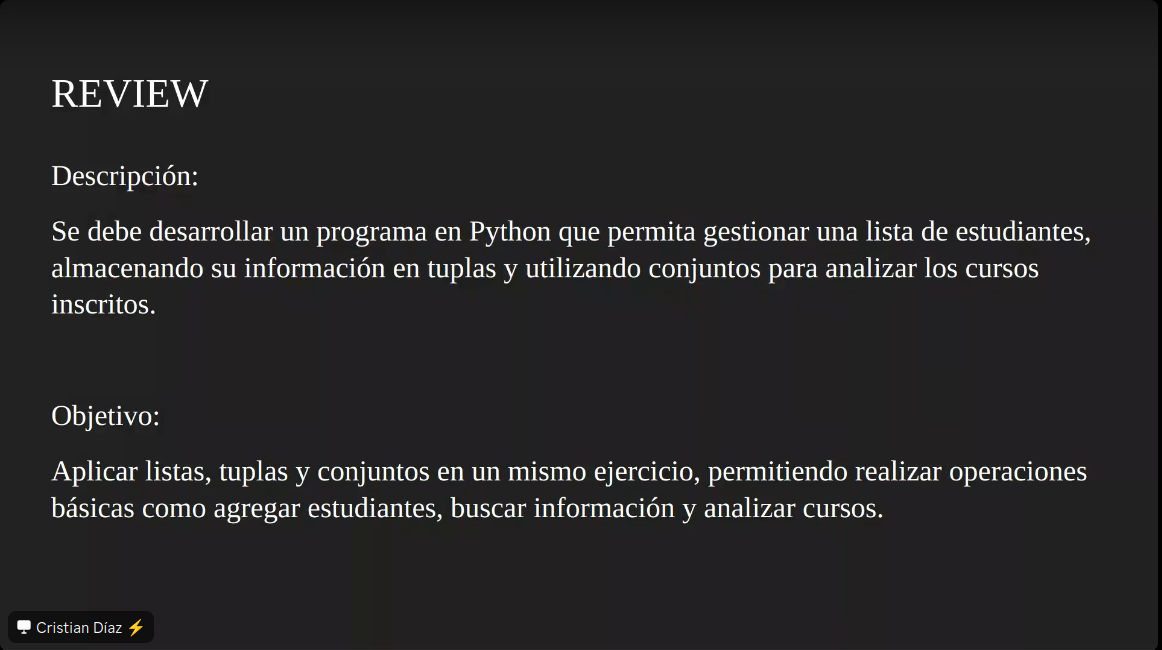 REVIEW
Descripción:
Se debe desarrollar un programa en Python que permita gestionar una lista de estudiantes,
almacenando su información en tuplas y utilizando conjuntos para analizar los cursos
inscritos.
Objetivo:
Aplicar listas, tuplas y conjuntos en un mismo ejercicio, permitiendo realizar operaciones
básicas como agregar estudiantes, buscar información y analizar cursos.
Cristian Díaz ⚡